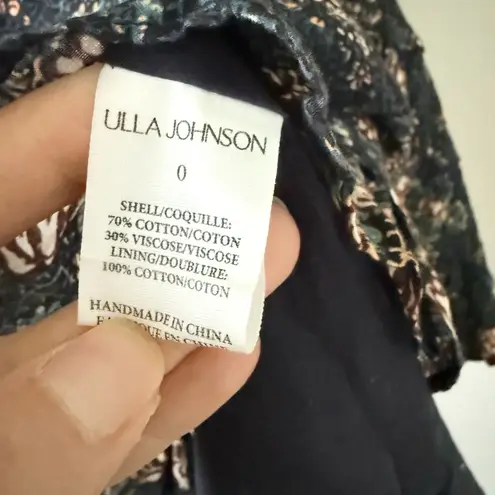 ULLA JOHNSON
0
SHELL/COQUILLE:
70% COTTON/COTON
30% VISCOSE/VISCOSE
LINING/DOUBLURE:
100% COTTON/COTON
HANDMADE IN CHINA